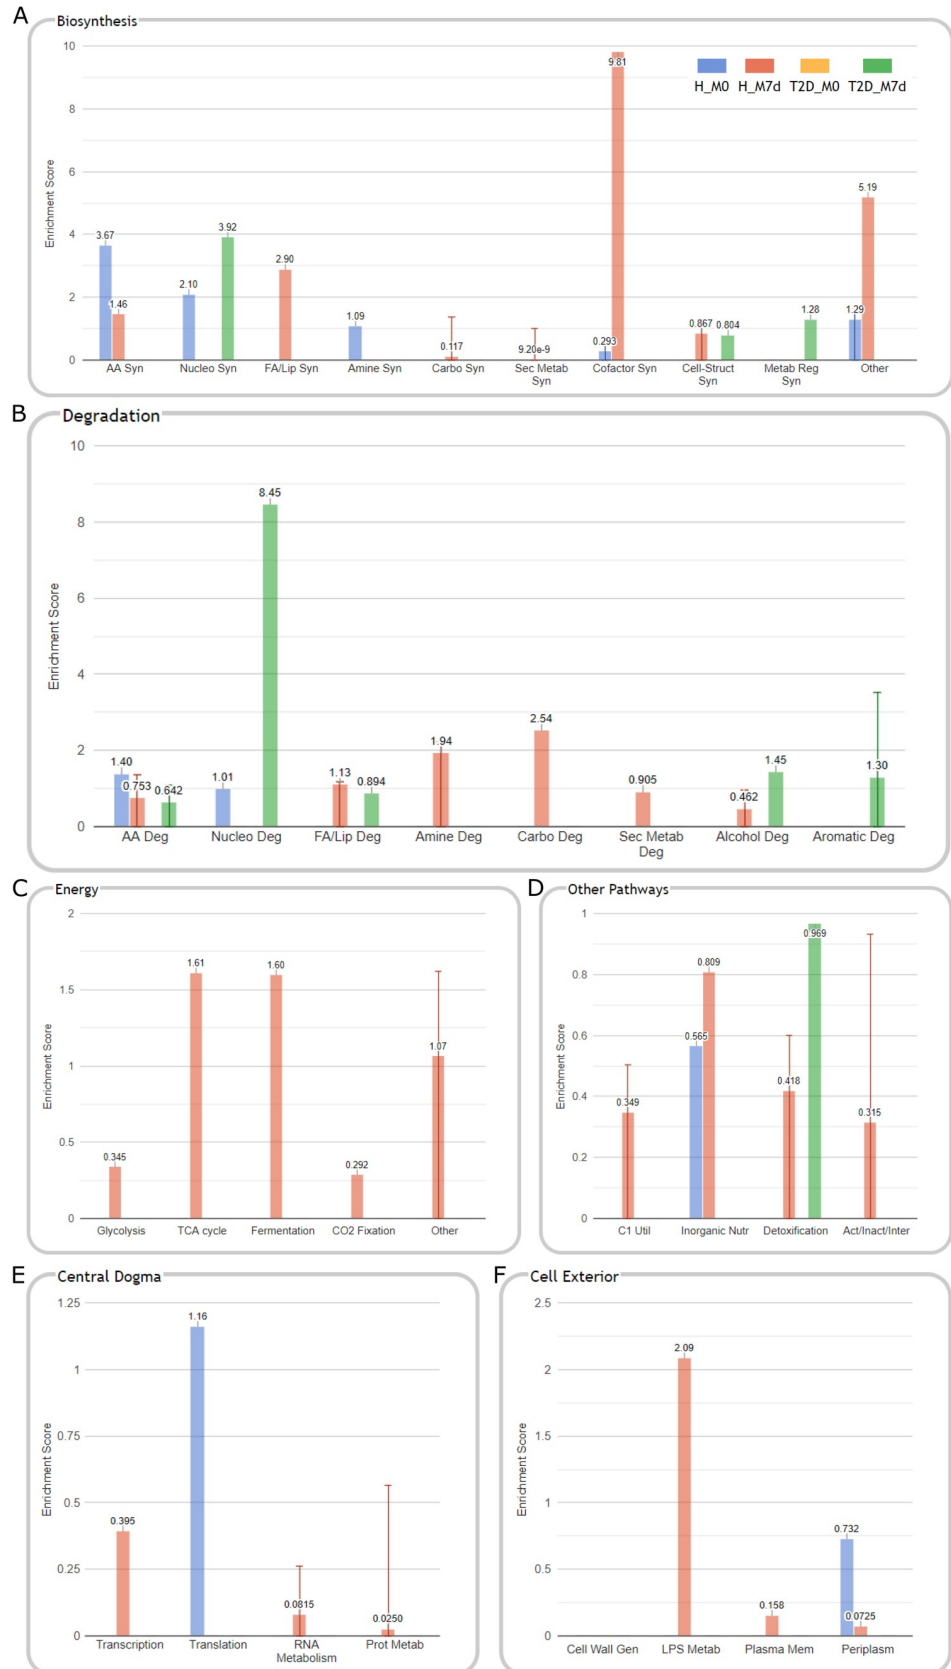 A
Biosynthesis
10
8
6
4
2
0
Enrichment Score
H_M0
H_M7d
T2D_M0
T2D_M7d
3.67
1.46
2.10
3.92
2.90
1.09
0.117
9.20e-9
0.293
9.81
0.867
0.804
1.28
1.29
5.19
AA Syn
Nucleo Syn
FA/Lip Syn
Amine Syn
Carbo Syn
Sec Metab
Syn
Cofactor Syn
Cell-Struct
Syn
Metab Reg
Syn
Other
B
Degradation
10
8
6
4
2
0
Enrichment Score
1.40
0.753
0.642
1.01
8.45
1.13
0.894
1.94
2.54
0.905
0.462
1.45
1.30
AA Deg
Nucleo Deg
FA/Lip Deg
Amine Deg
Carbo Deg
Sec Metab
Deg
Alcohol Deg
Aromatic Deg
C
Energy
2
1.5
1
0.5
0
Enrichment Score
0.345
1.61
1.60
0.292
1.07
Glycolysis
TCA cycle
Fermentation
CO2 Fixation
Other
D
Other Pathways
1
0.8
0.6
0.4
0.2
0
Enrichment Score
0.349
0.565
0.809
0.418
0.969
0.315
C1 Util
Inorganic Nutr
Detoxification
Act/Inact/Inter
E
Central Dogma
1.25
1
0.75
0.5
0.25
0
Enrichment Score
0.395
1.16
0.0815
0.0250
Transcription
Translation
RNA
Metabolism
Prot Metab
F
Cell Exterior
2.5
2
1.5
1
0.5
0
Enrichment Score
2.09
0.158
0.732
0.0725
Cell Wall Gen
LPS Metab
Plasma Mem
Periplasm